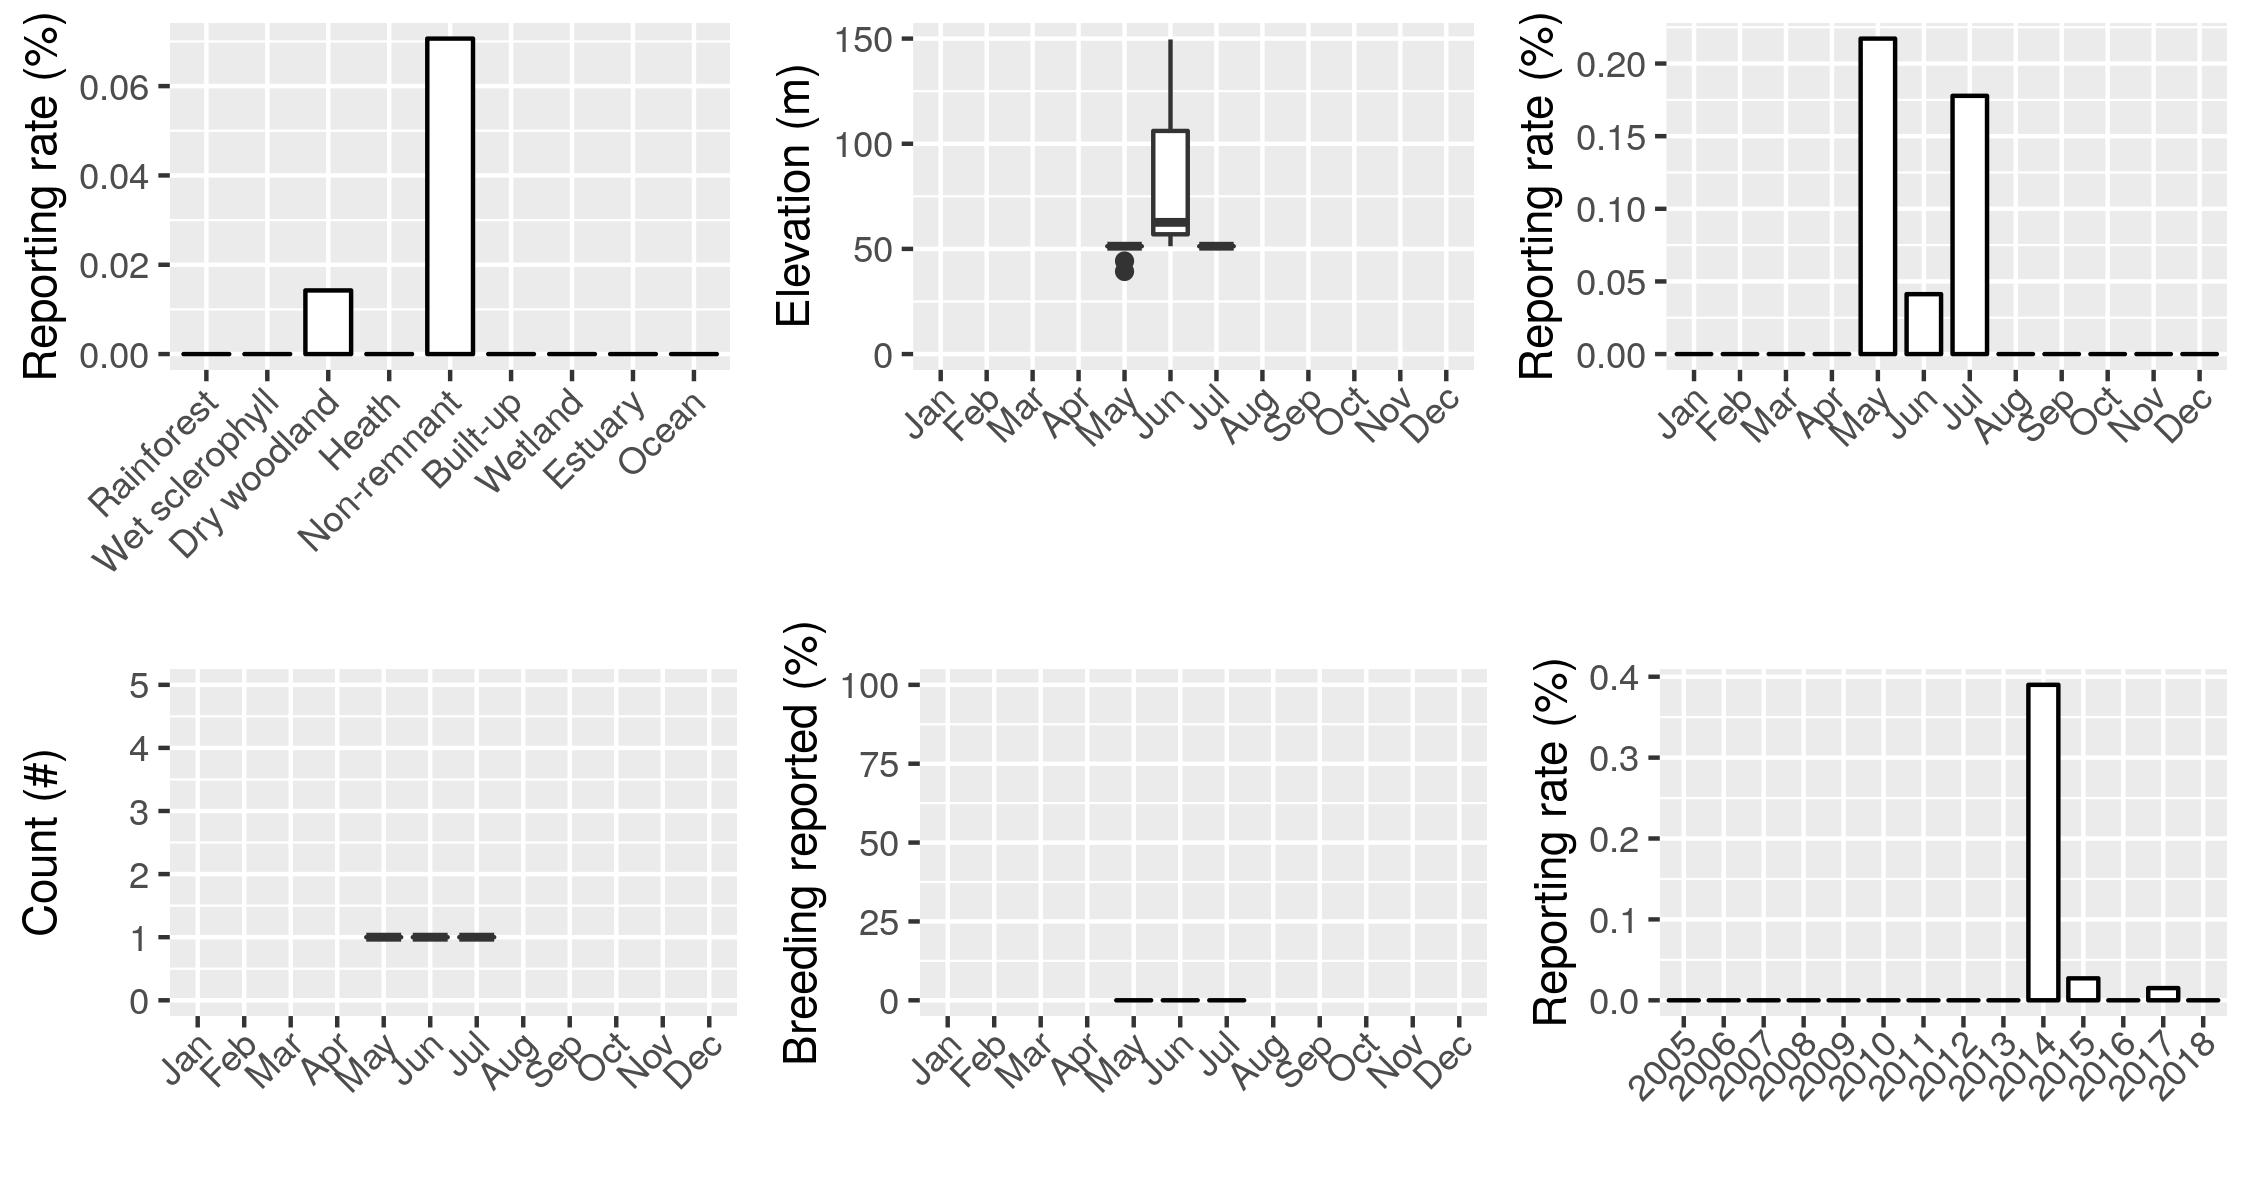 Reporting rate (%)
0.06
0.04
0.02
0.00
Rainforest
Wet sclerophyll
Dry woodland
Heath
Non-remnant
Built-up
Wetland
Estuary
Ocean
Elevation (m)
150
100
50
0
Jan
Feb
Mar
Apr
May
Jun
Jul
Aug
Sep
Oct
Nov
Dec
Reporting rate (%)
0.20
0.15
0.10
0.05
0.00
Jan
Feb
Mar
Apr
May
Jun
Jul
Aug
Sep
Oct
Nov
Dec
Count (#)
5
4
3
2
1
0
Jan
Feb
Mar
Apr
May
Jun
Jul
Aug
Sep
Oct
Nov
Dec
Breeding reported (%)
100
75
50
25
0
Jan
Feb
Mar
Apr
May
Jun
Jul
Aug
Sep
Oct
Nov
Dec
Reporting rate (%)
0.4
0.3
0.2
0.1
0.0
2005
2006
2007
2008
2009
2010
2011
2012
2013
2014
2015
2016
2017
2018